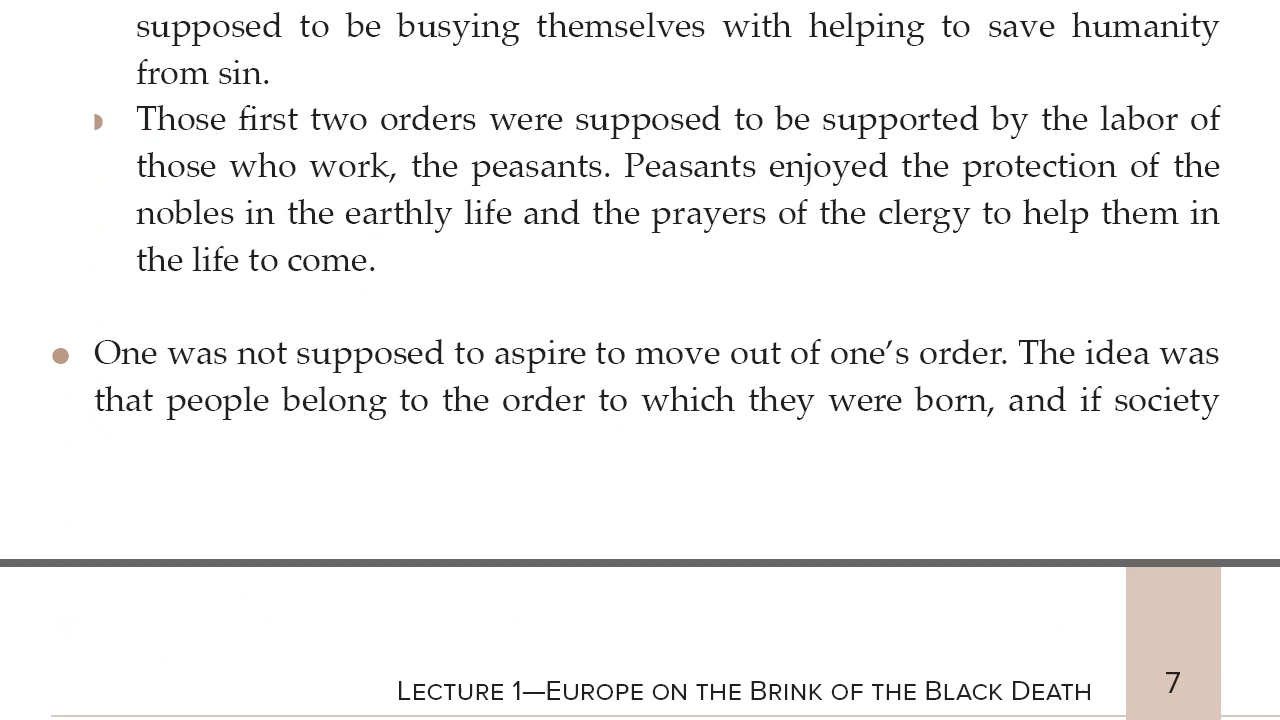 supposed to be busying themselves with helping to save humanity
from sin.
Those first two orders were supposed to be supported by the labor of
those who work, the peasants. Peasants enjoyed the protection of the
nobles in the earthly life and the prayers of the clergy to help them in
the life to come.
One was not supposed to aspire to move out of one’s order. The idea was
that people belong to the order to which they were born, and if society
Lecture 1—Europe on the Brink of the Black Death 7